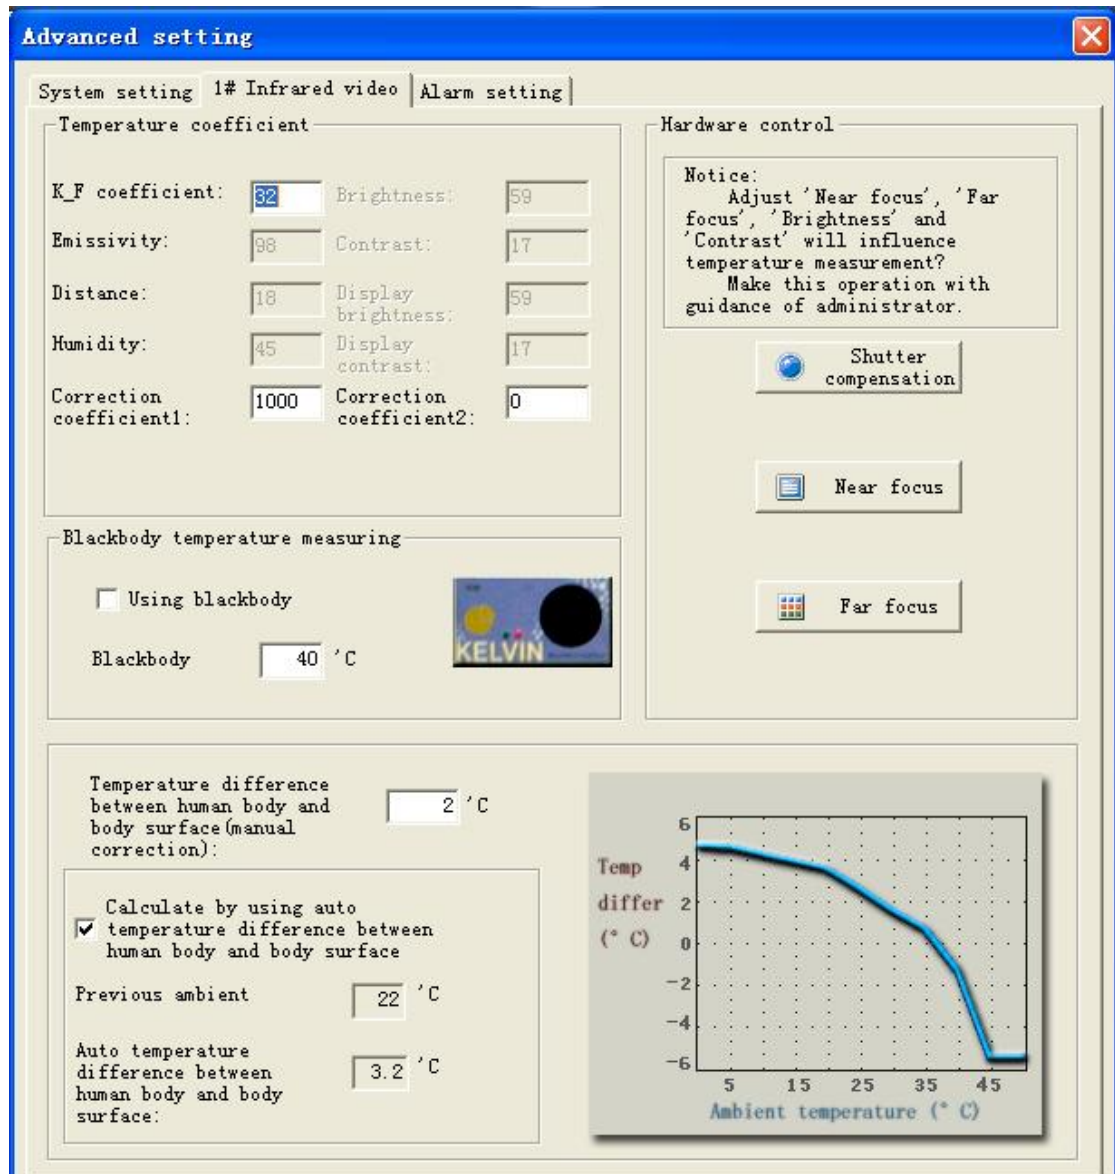 Advanced setting
System setting
1# Infrared video
Alarm setting
Temperature coefficient
K_F coefficient:
32
Brightness:
59
Emissivity:
98
Contrast:
17
Distance:
18
Display
brightness:
59
Humidity:
45
Display
contrast:
17
Correction
coefficient1:
1000
Correction
coefficient2:
0
Hardware control
Notice:
Adjust 'Near focus', 'Far
focus', 'Brightness' and
'Contrast' will influence
temperature measurement?
Make this operation with
guidance of administrator.
Shutter
compensation
Near focus
Far focus
Blackbody temperature measuring
Using blackbody
Blackbody
40 'C
KELVIN
Temperature difference
between human body and
body surface(manual
correction):
2 'C
Calculate by using auto
temperature difference between
human body and body surface
Previous ambient
22 'C
Auto temperature
difference between
human body and body
surface:
3.2 'C
Temp
differ
(° C)
6
4
2
0
-2
-4
-6
5 15 25 35 45
Ambient temperature (° C)